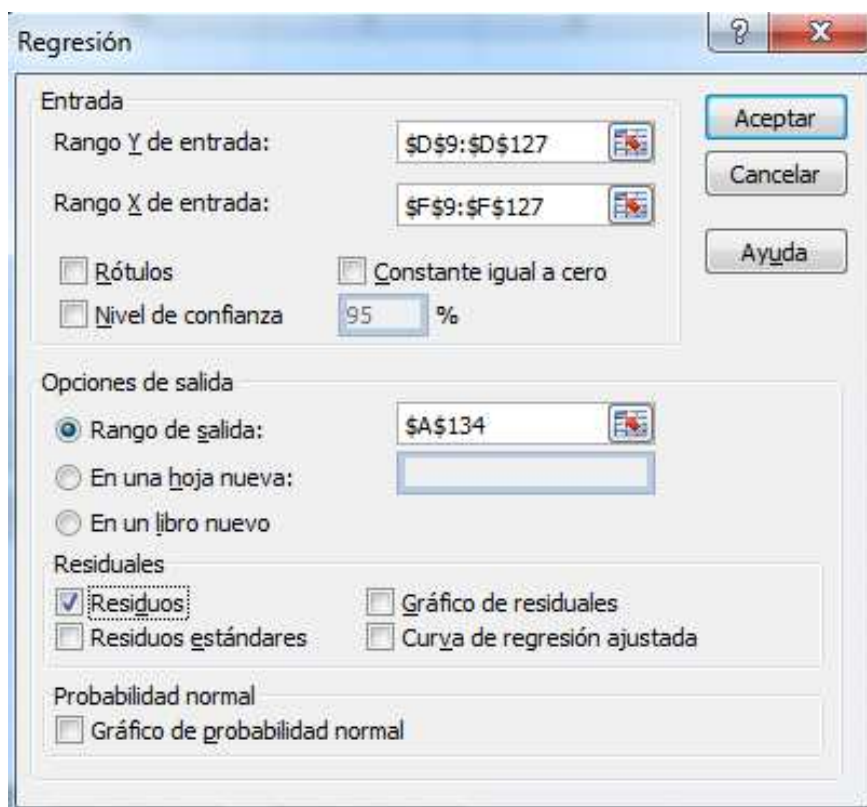 Regresión
Entrada
Rango Y de entrada: $D$9:$D$127
Rango X de entrada: $F$9:$F$127
Rótulos Constante igual a cero
Nivel de confianza 95 %
Aceptar
Cancelar
Ayuda
Opciones de salida
Rango de salida: $A$134
En una hoja nueva:
En un libro nuevo
Residuales
Residuos Gráfico de residuales
Residuos estándares Curva de regresión ajustada
Probabilidad normal
Gráfico de probabilidad normal